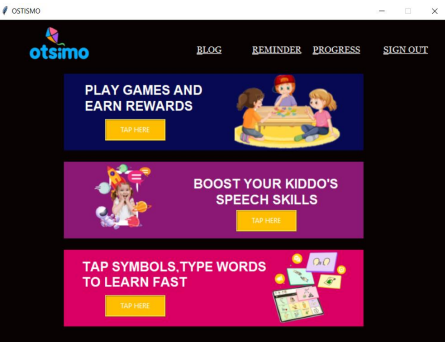 OSTISMO
otsimo
BLOG REMINDER PROGRESS SIGN OUT
PLAY GAMES AND
EARN REWARDS
TAP HERE
BOOST YOUR KIDDO'S
SPEECH SKILLS
TAP HERE
TAP SYMBOLS,TYPE WORDS
TO LEARN FAST
TAP HERE